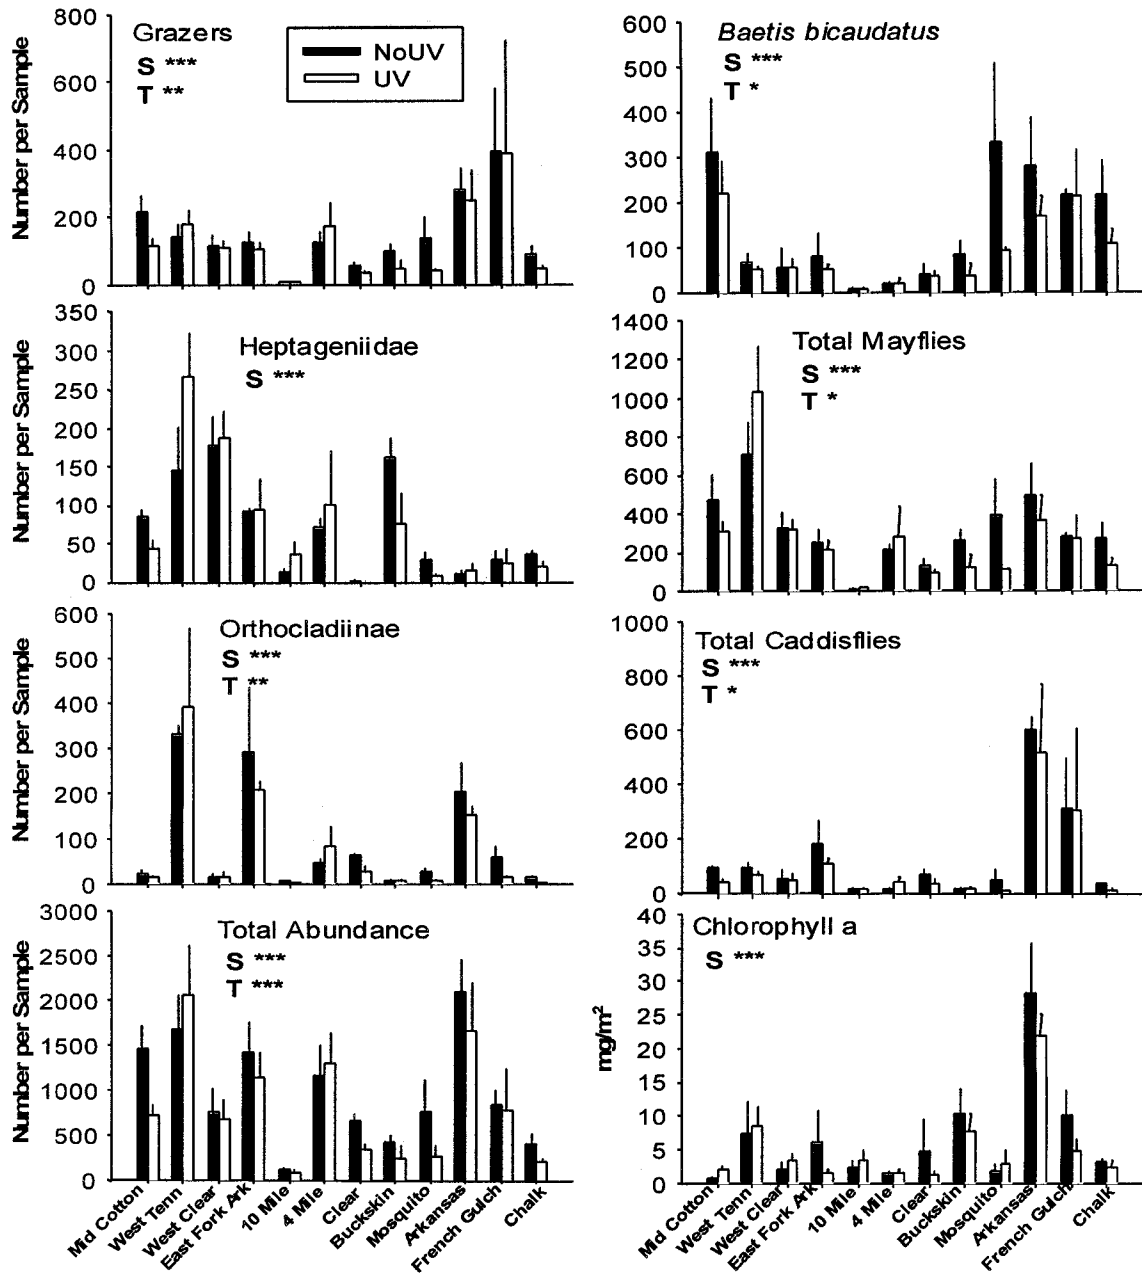 Grazers
S ***
T **
NoUV
UV
Number per Sample
800
600
400
200
0
Baetis bicaudatus
S ***
T *
600
500
400
300
200
100
0
Heptageniidae
S ***
Number per Sample
350
300
250
200
150
100
50
0
Total Mayflies
S ***
T *
1400
1200
1000
800
600
400
200
0
Orthocladiinae
S ***
T **
Number per Sample
600
500
400
300
200
100
0
Total Caddisflies
S ***
T *
1000
800
600
400
200
0
Total Abundance
S ***
T ***
Number per Sample
3000
2500
2000
1500
1000
500
0
Mid Cotton
West Tenn
West Clear
East Fork Ark
10 Mile
4 Mile
Clear
Buckskin
Mosquito
Arkansas
French Gulch
Chalk
Chlorophyll a
S ***
mg/m²
40
35
30
25
20
15
10
5
0
Mid Cotton
West Tenn
West Clear
East Fork Ark
10 Mile
4 Mile
Clear
Buckskin
Mosquito
Arkansas
French Gulch
Chalk